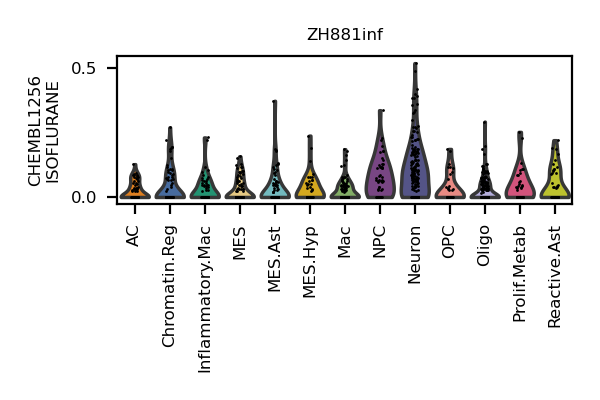 ZH881inf
CHEMBL1256
ISOFLURANE
0.5
0.0
AC
Chromatin.Reg
Inflammatory.Mac
MES
MES.Ast
MES.Hyp
Mac
NPC
Neuron
OPC
Oligo
Prolif.Metab
Reactive.Ast